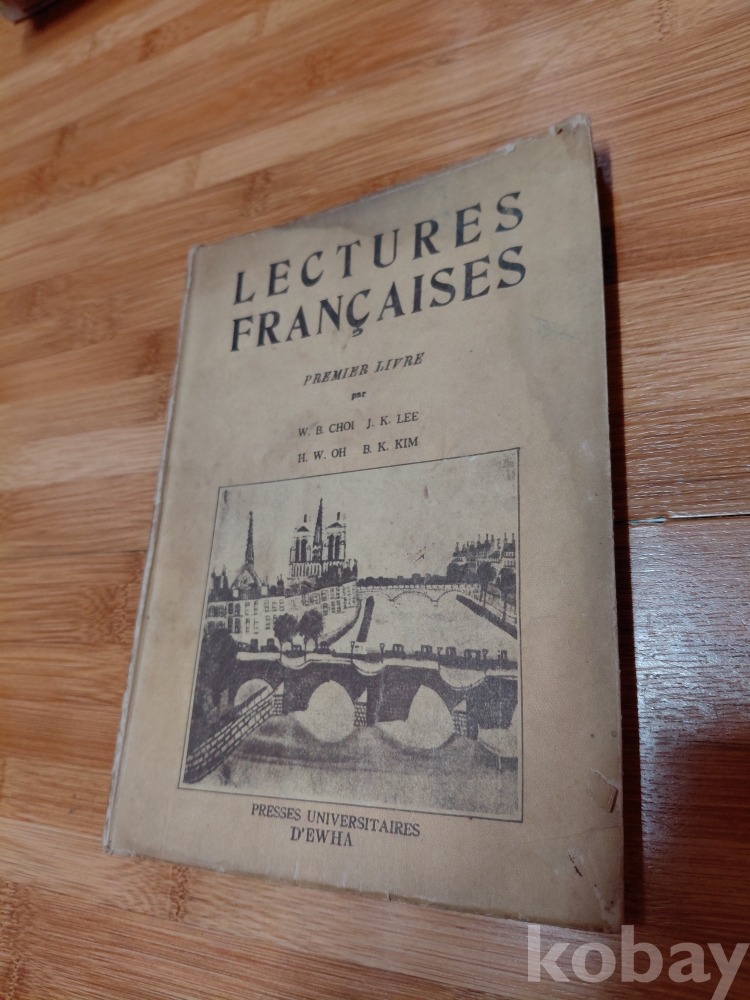 LECTURES
FRANÇAISES
PREMIER LIVRE
par
W. B. CHOI J. K. LEE
H. W. OH B. K. KIM
PRESSES UNIVERSITAIRES
D'EWHA
kobay